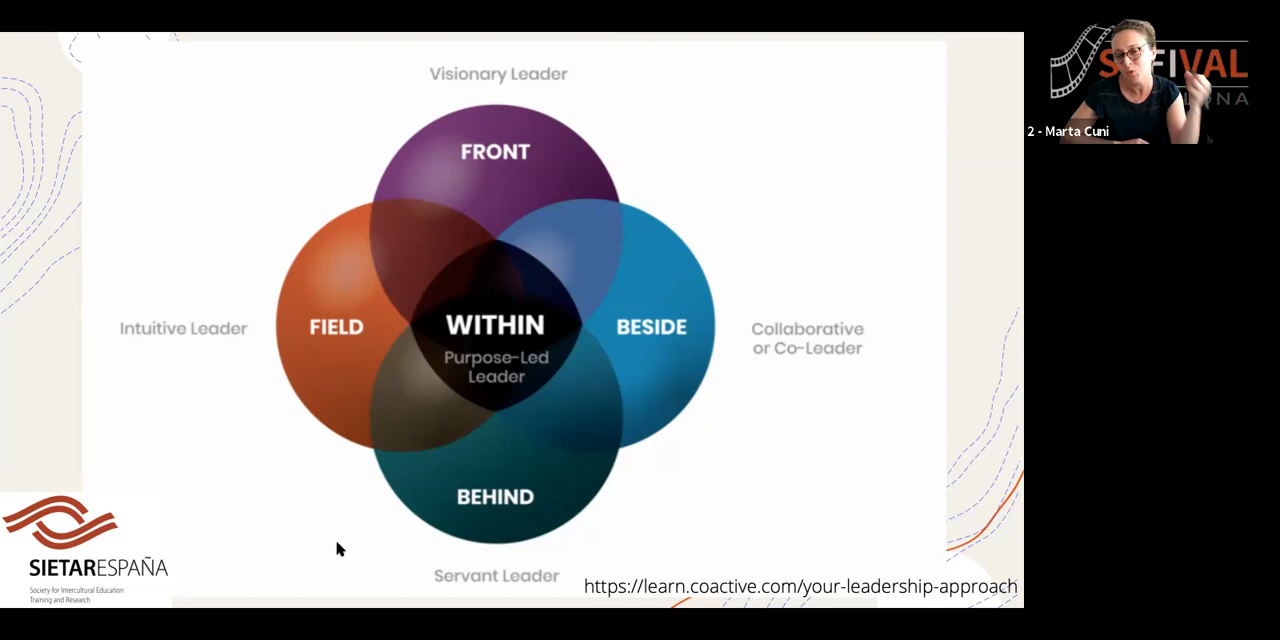 Visionary Leader
FRONT
Intuitive Leader
FIELD
WITHIN
Purpose-Led
Leader
BESIDE
Collaborative
or Co-Leader
BEHIND
Servant Leader
https://learn.coactive.com/your-leadership-approach
SIETARESPAÑA
Society for Intercultural Education
Training and Research
2 - Marta Cuni